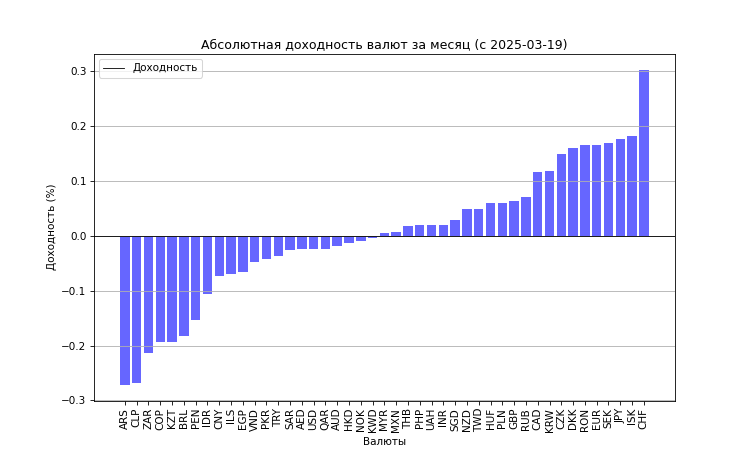 Абсолютная доходность валют за месяц (с 2025-03-19)
Доходность
0.3
0.2
0.1
0.0
−0.1
−0.2
−0.3
Доходность (%)
ARS CLP ZAR COP KZT BRL PEN IDR CNY ILS EGP VND PKR TRY SAR AED USD QAR AUD HKD NOK KWD MYR MXN THB PHP UAH INR SGD NZD TWD HUF PLN GBP RUB CAD KRW CZK DKK RON EUR SEK JPY ISK CHF
Валюты